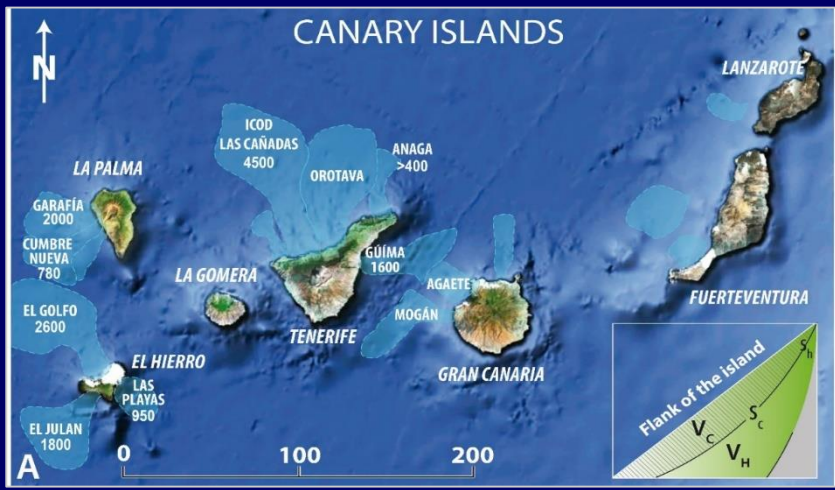 CANARY ISLANDS
N
LANZAROTE
ICOD
LAS CAÑADAS
4500
OROTAVA
ANAGA
>400
LA PALMA
GARAFÍA
2000
CUMBRE
NUEVA
780
GÜÍMA
1600
LA GOMERA
AGAETE
EL GOLFO
2600
MOGÁN
FUERTEVENTURA
TENERIFE
EL HIERRO
GRAN CANARIA
LAS
PLAYAS
950
EL JULAN
1800
A
0 100 200
Flank of the island
Sh
Sc
VC
VH